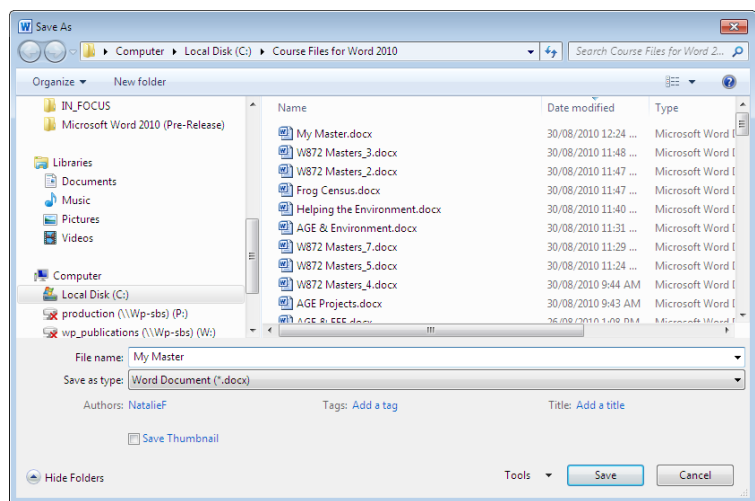 Save As
Computer Local Disk (C:) Course Files for Word 2010 Search Course Files for Word 2...
Organize New folder
IN_FOCUS
Microsoft Word 2010 (Pre-Release)
Libraries
Documents
Music
Pictures
Videos
Computer
Local Disk (C:)
production (\\Wp-sbs) (P:)
wp_publications (\\Wp-sbs) (W:)
Name Date modified Type
My Master.docx 30/08/2010 12:24 ... Microsoft Word
W872 Masters_3.docx 30/08/2010 11:48 ... Microsoft Word
W872 Masters_2.docx 30/08/2010 11:47 ... Microsoft Word
Frog Census.docx 30/08/2010 11:47 ... Microsoft Word
Helping the Environment.docx 30/08/2010 11:40 ... Microsoft Word
AGE & Environment.docx 30/08/2010 11:31 ... Microsoft Word
W872 Masters_7.docx 30/08/2010 11:29 ... Microsoft Word
W872 Masters_5.docx 30/08/2010 11:24 ... Microsoft Word
W872 Masters_4.docx 30/08/2010 9:44 AM Microsoft Word
AGE Projects.docx 30/08/2010 9:43 AM Microsoft Word
26/08/2010 1:08 PM Microsoft Word
File name: My Master
Save as type: Word Document (*.docx)
Authors: NatalieF Tags: Add a tag Title: Add a title
Save Thumbnail
Hide Folders Tools Save Cancel